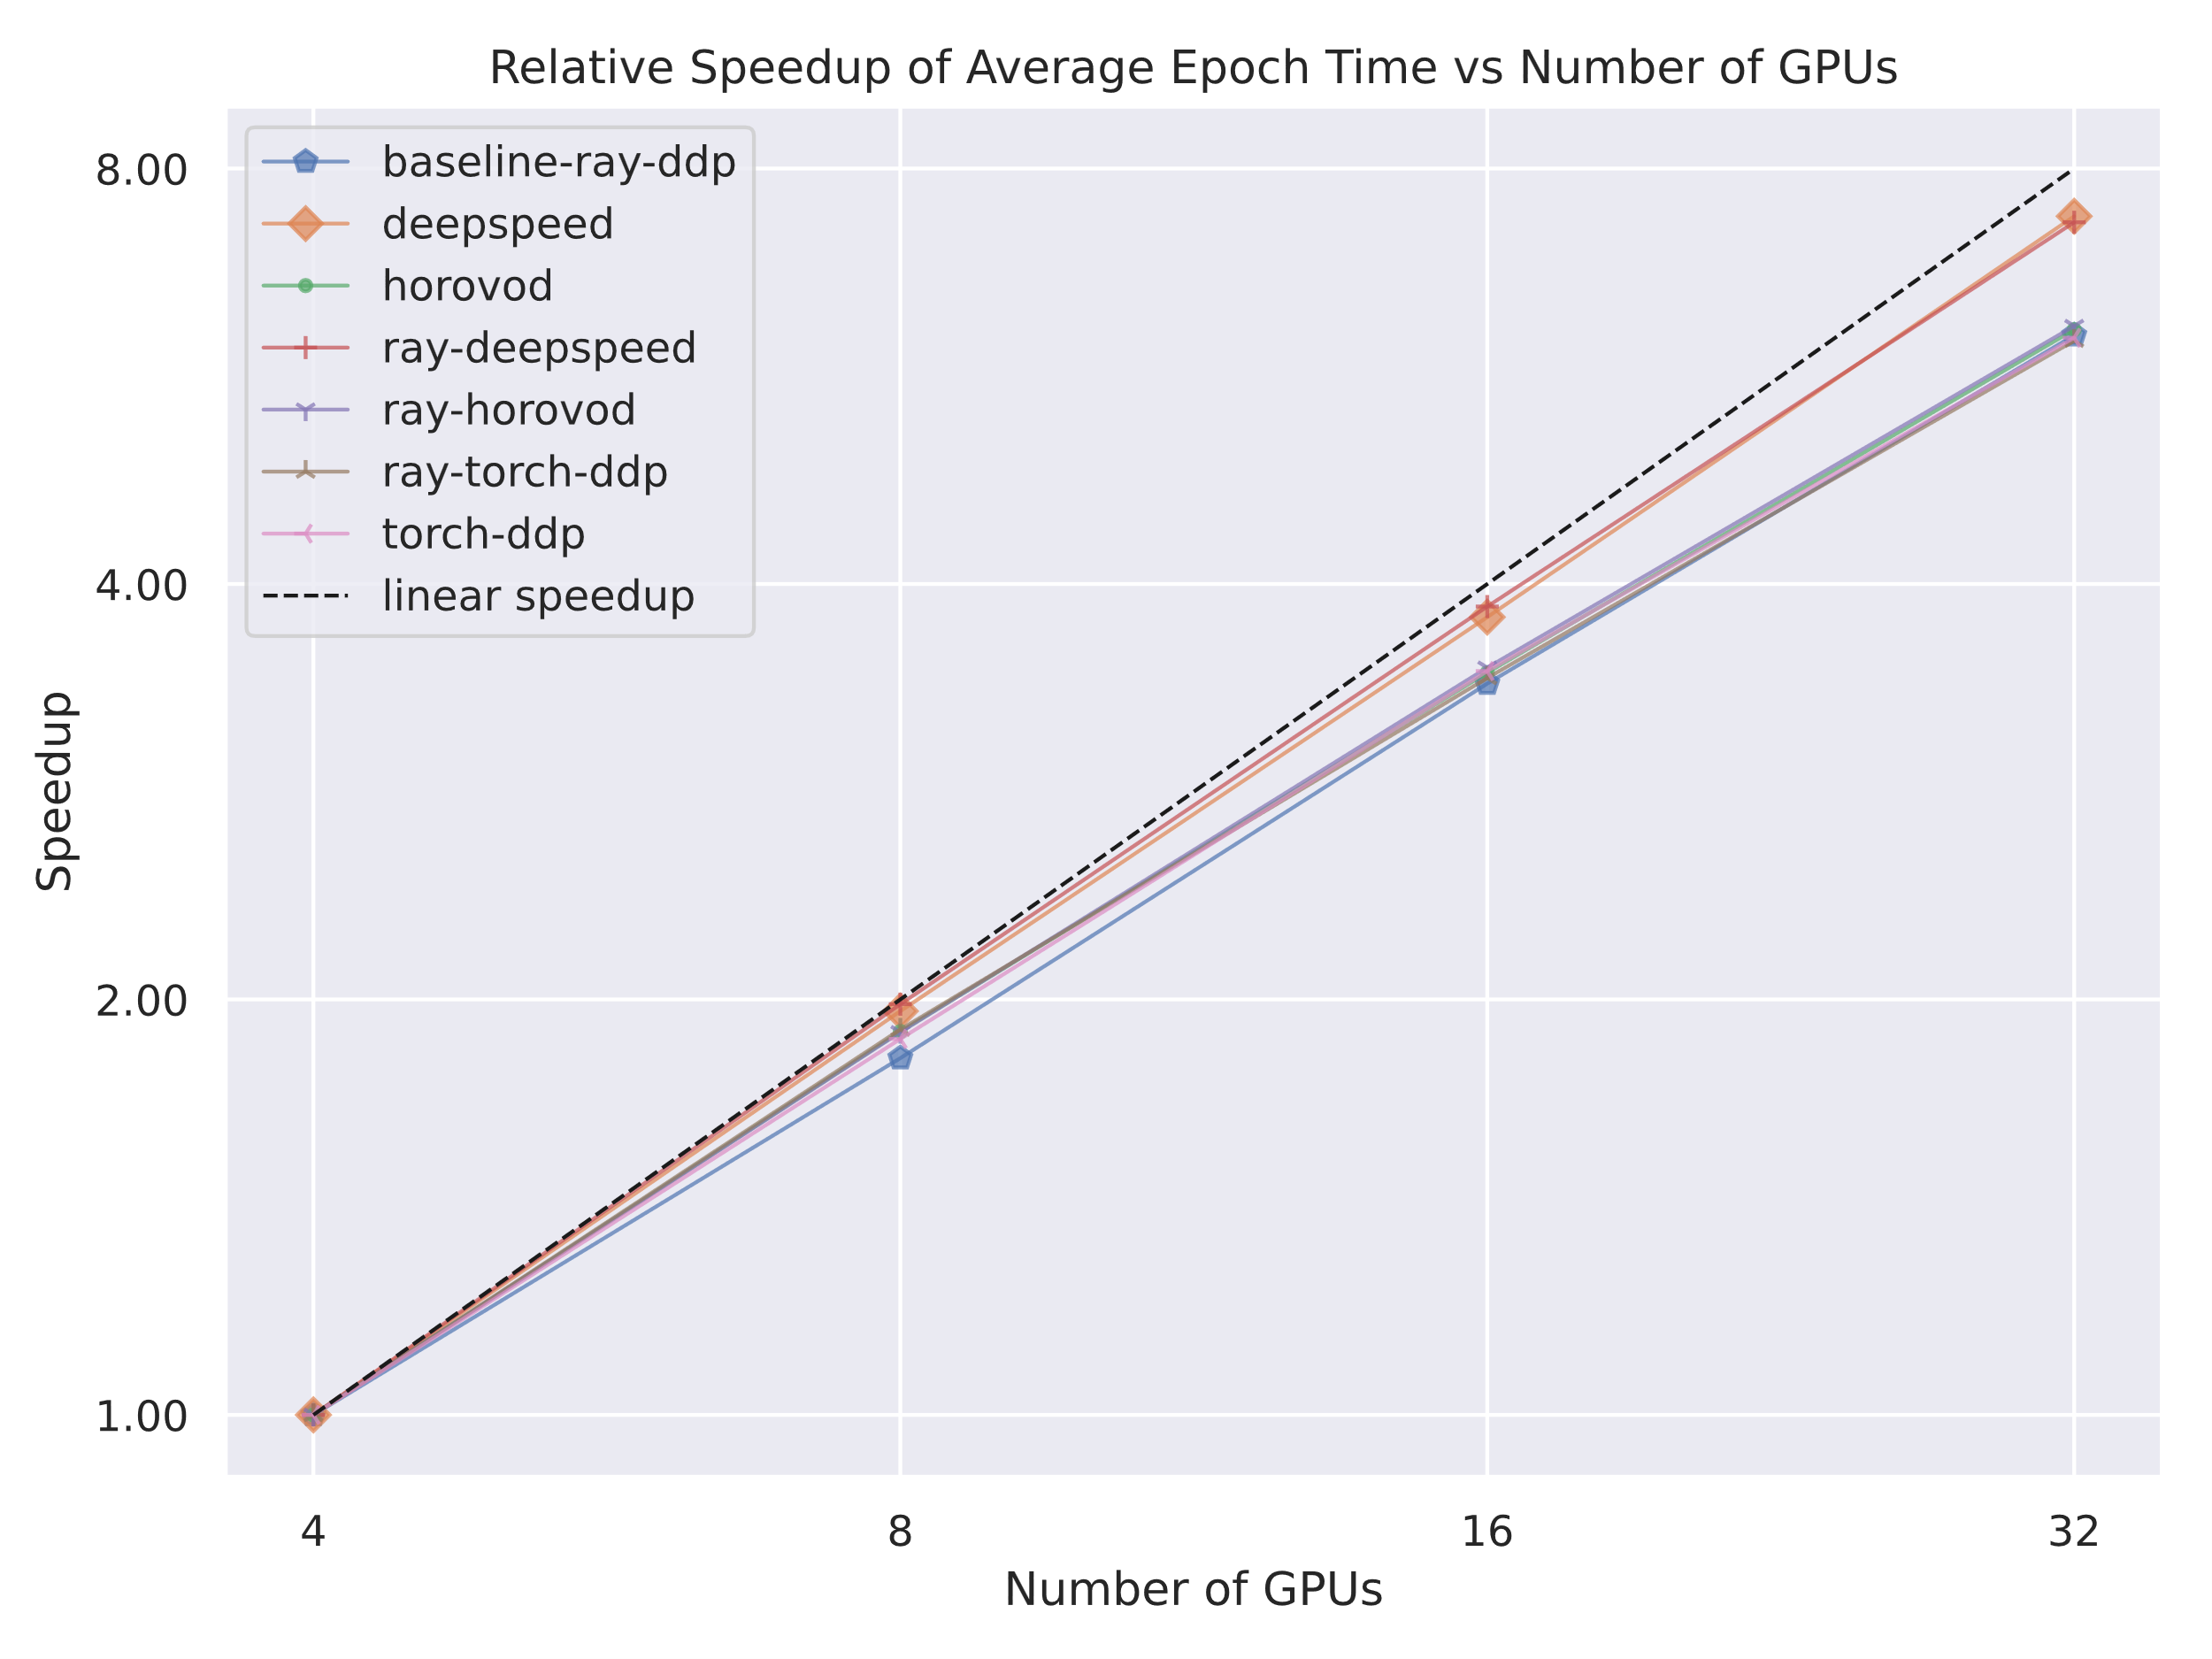 Relative Speedup of Average Epoch Time vs Number of GPUs
baseline-ray-ddp
deepspeed
horovod
ray-deepspeed
ray-horovod
ray-torch-ddp
torch-ddp
linear speedup
8.00
4.00
2.00
1.00
Speedup
4
8
16
32
Number of GPUs